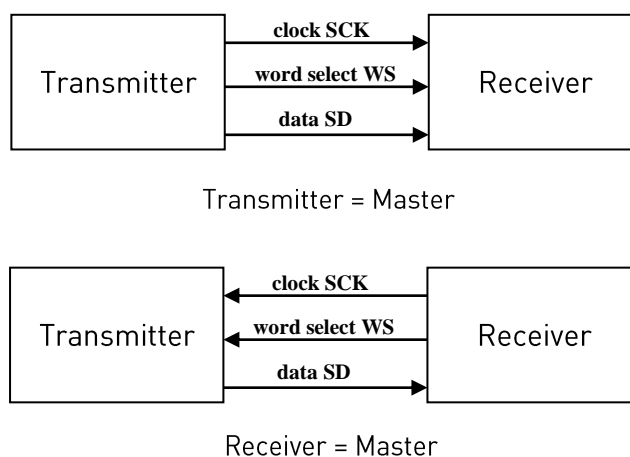 clock SCK
Transmitter
word select WS
Receiver
data SD
Transmitter = Master
clock SCK
Transmitter
word select WS
Receiver
data SD
Receiver = Master